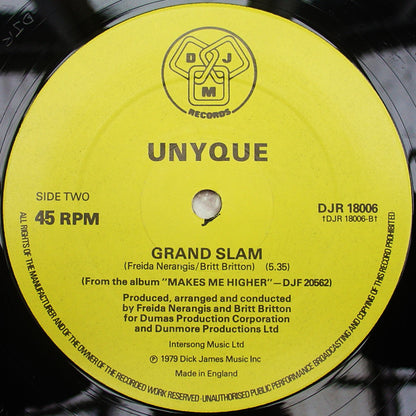 DJM
RECORDS
UNYQUE
SIDE TWO
45 RPM
DJR 18006
†DJR 18006-B†
GRAND SLAM
(Freida Nerangis/Britt Britton) (5.35)
(From the album "MAKES ME HIGHER"—DJF 20562)
Produced, arranged and conducted
by Freida Nerangis and Britt Britton
for Dumas Production Corporation
and Dunmore Productions Ltd
Intersong Music Ltd
℗ 1979 Dick James Music Inc
Made in England
ALL RIGHTS OF THE MANUFACTURER AND OF THE OWNER OF THE RECORDED WORK RESERVED·UNAUTHORISED PUBLIC PERFORMANCE BROADCASTING AND COPYING OF THIS RECORD PROHIBITED